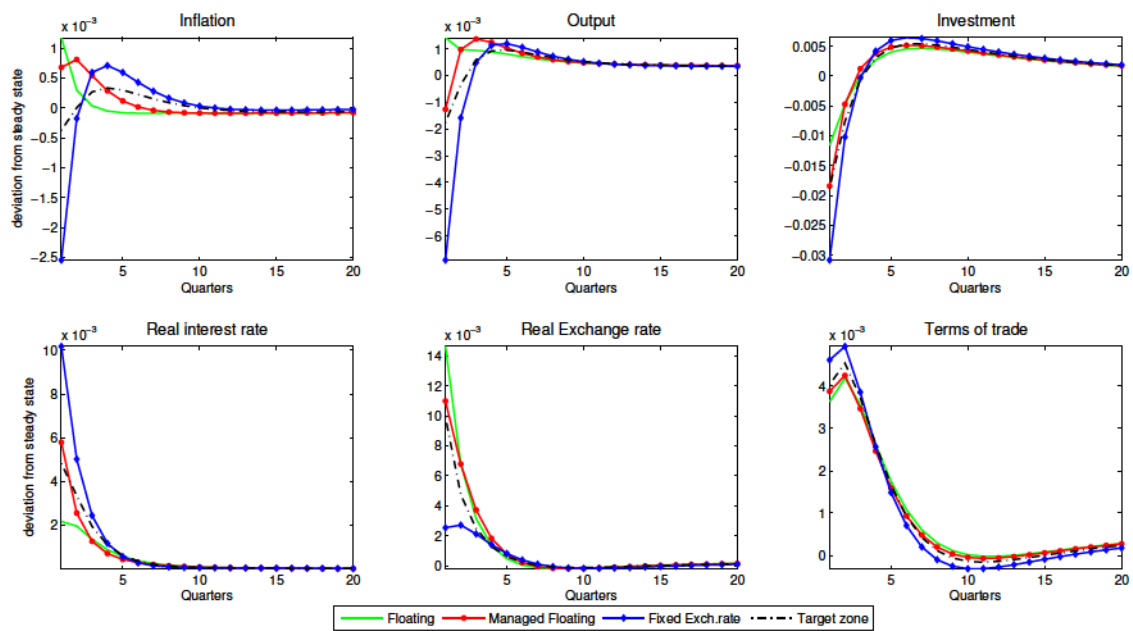 Inflation
Output
Investment
x 10⁻³
x 10⁻³
deviation from steady state
1
0.5
0
−0.5
−1
−1.5
−2
−2.5
5
10
15
20
Quarters
1
0
−1
−2
−3
−4
−5
−6
5
10
15
20
Quarters
0.005
0
−0.005
−0.01
−0.015
−0.02
−0.025
−0.03
5
10
15
20
Quarters
Real interest rate
Real Exchange rate
Terms of trade
x 10⁻³
x 10⁻³
x 10⁻³
deviation from steady state
10
8
6
4
2
5
10
15
20
Quarters
14
12
10
8
6
4
2
0
5
10
15
20
Quarters
4
3
2
1
0
5
10
15
20
Quarters
Floating
Managed Floating
Fixed Exch.rate
Target zone